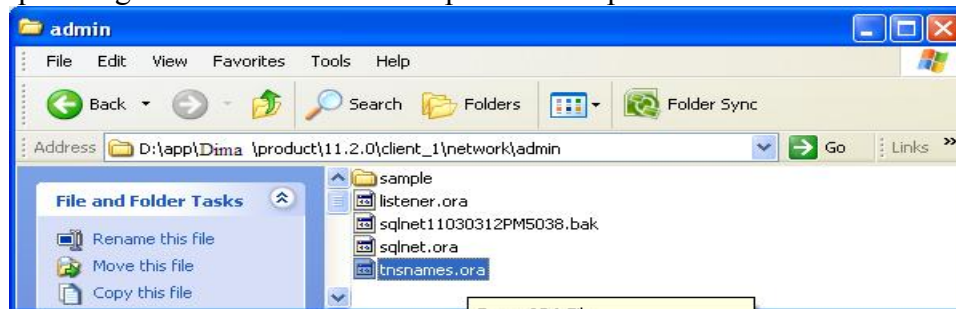 admin
File Edit View Favorites Tools Help
Back Search Folders Folder Sync
Address D:\app\Dima \product\11.2.0\client_1\network\admin Go Links »
File and Folder Tasks
Rename this file
Move this file
Copy this file
sample
listener.ora
sqlnet11030312PM5038.bak
sqlnet.ora
tnsnames.ora